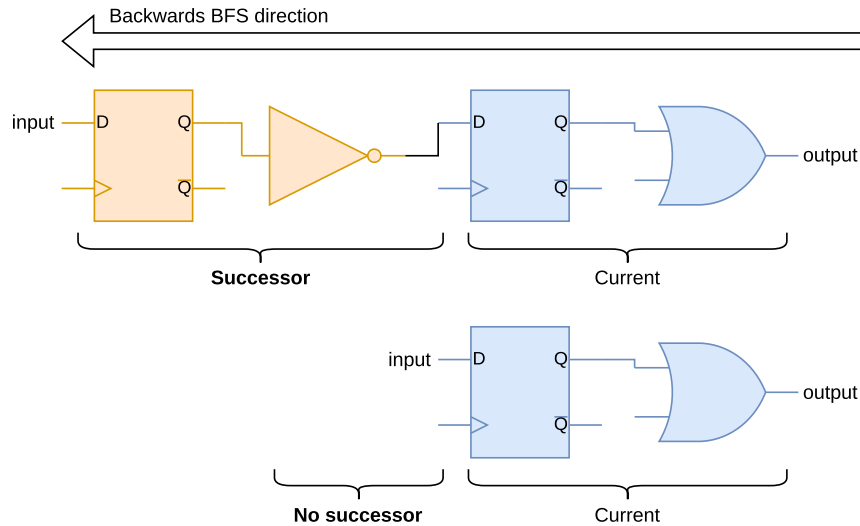 Backwards BFS direction
input
D
Q
Q
D
Q
Q
output
Successor
Current
input
D
Q
Q
output
No successor
Current